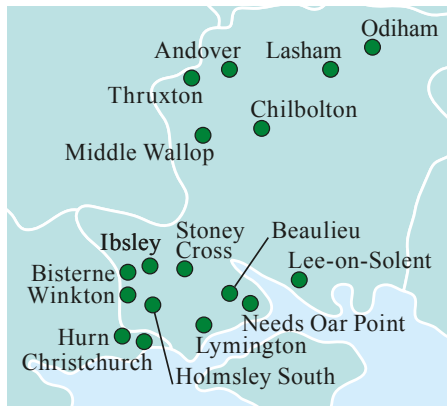 Odiham
Andover
Lasham
Thruxton
Chilbolton
Middle Wallop
Ibsley
Stoney
Cross
Beaulieu
Bisterne
Lee-on-Solent
Winkton
Needs Oar Point
Hurn
Lymington
Christchurch
Holmsley South